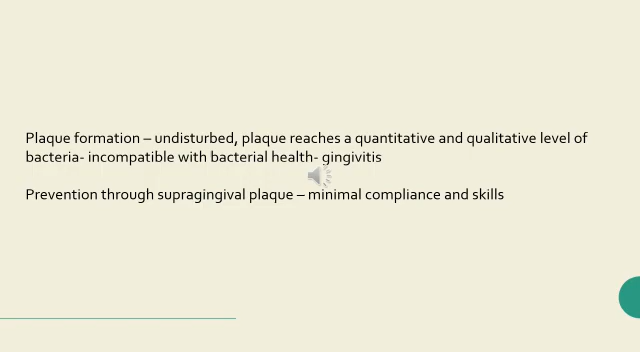 Plaque formation – undisturbed, plaque reaches a quantitative and qualitative level of
bacteria- incompatible with bacterial health- gingivitis
Prevention through supragingival plaque – minimal compliance and skills